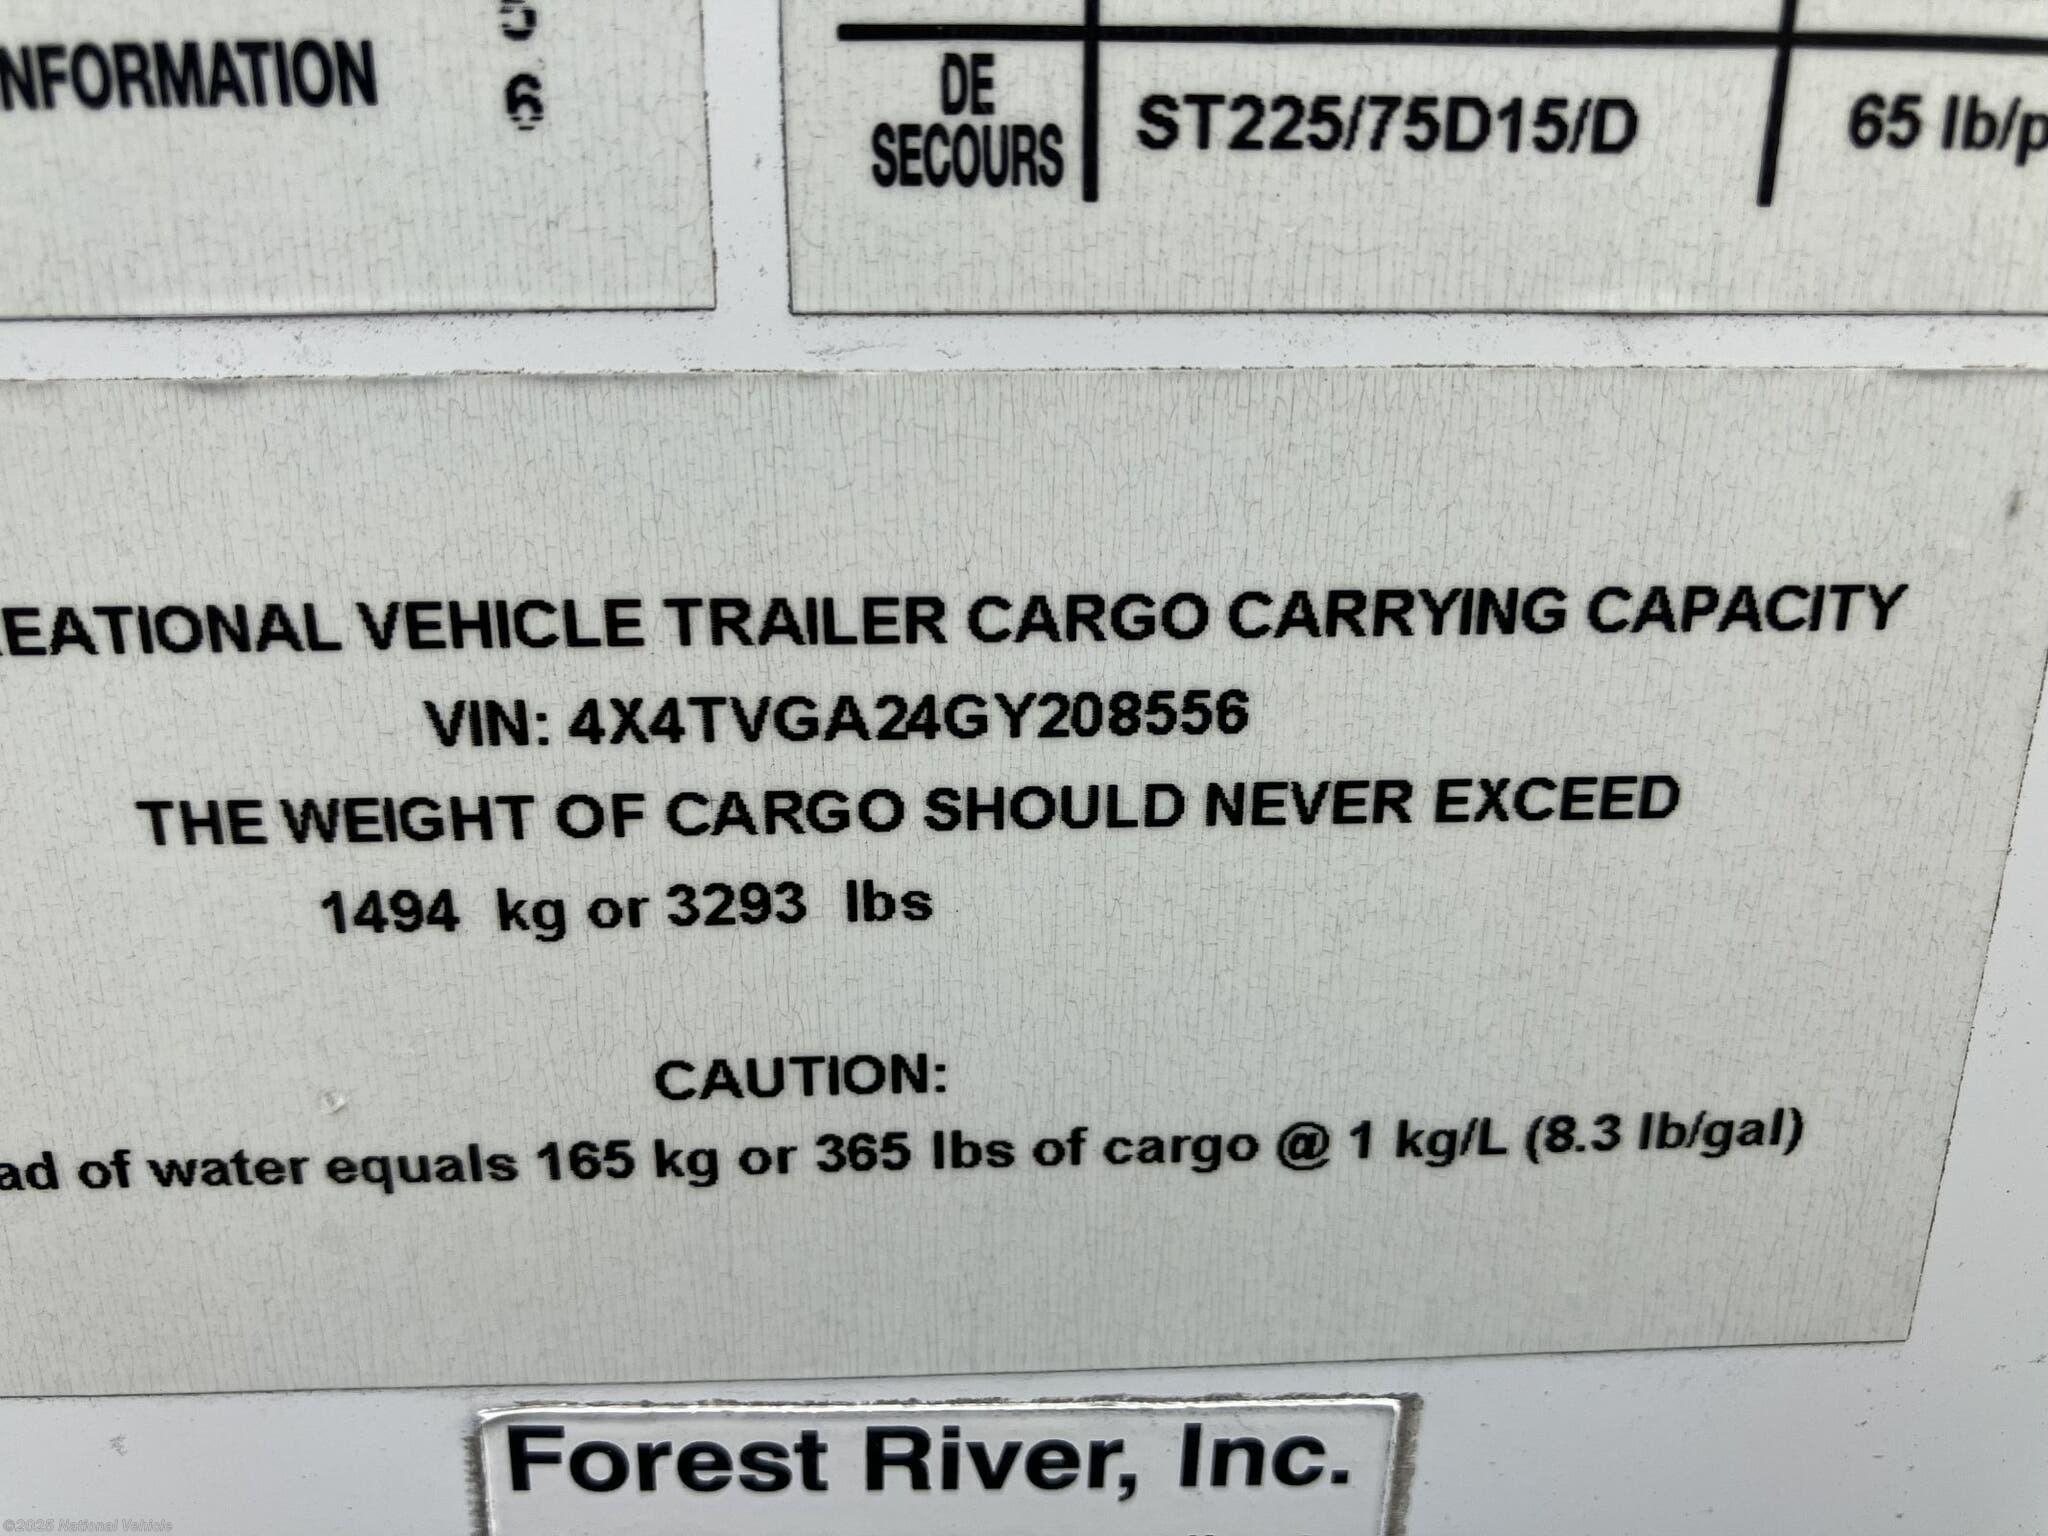 NFORMATION
6
DE
SECOURS
ST225/75D15/D
65 lb/p
EATIONAL VEHICLE TRAILER CARGO CARRYING CAPACITY
VIN: 4X4TVGA24GY208556
THE WEIGHT OF CARGO SHOULD NEVER EXCEED
1494 kg or 3293 lbs
CAUTION:
ad of water equals 165 kg or 365 lbs of cargo @ 1 kg/L (8.3 lb/gal)
Forest River, Inc.
©2025 National Vehicle